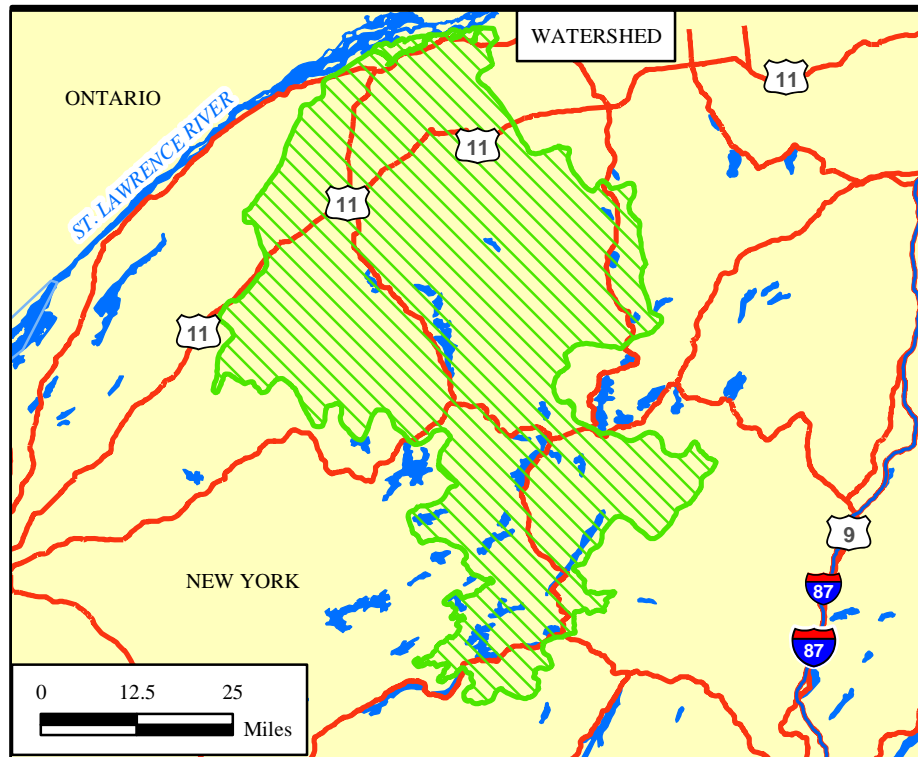 WATERSHED
11
ONTARIO
ST. LAWRENCE RIVER
11
11
11
9
NEW YORK
87
87
0 12.5 25
Miles